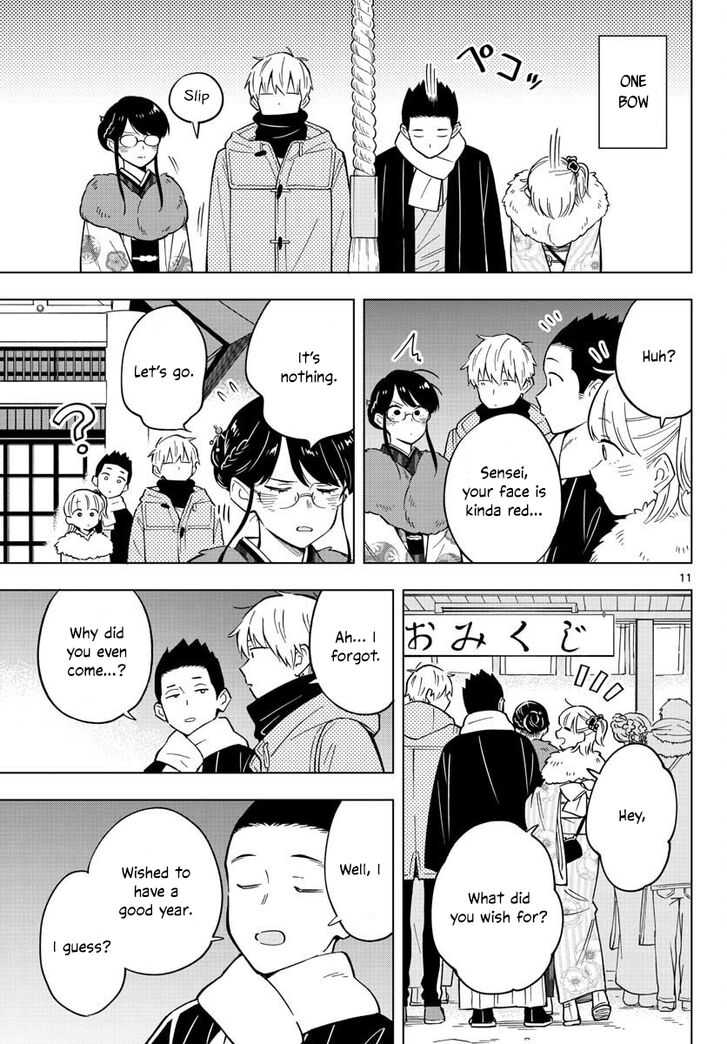 ONE
BOW
ペコッ
Slip
Huh?
Sensei,
your face is
kinda red...
It's
nothing.
Let's go.
?
11
おみくじ
Hey,
What did
you wish for?
Ah... I
forgot.
Why did
you even
come...?
Well, I
Wished to
have a
good year.
I guess?